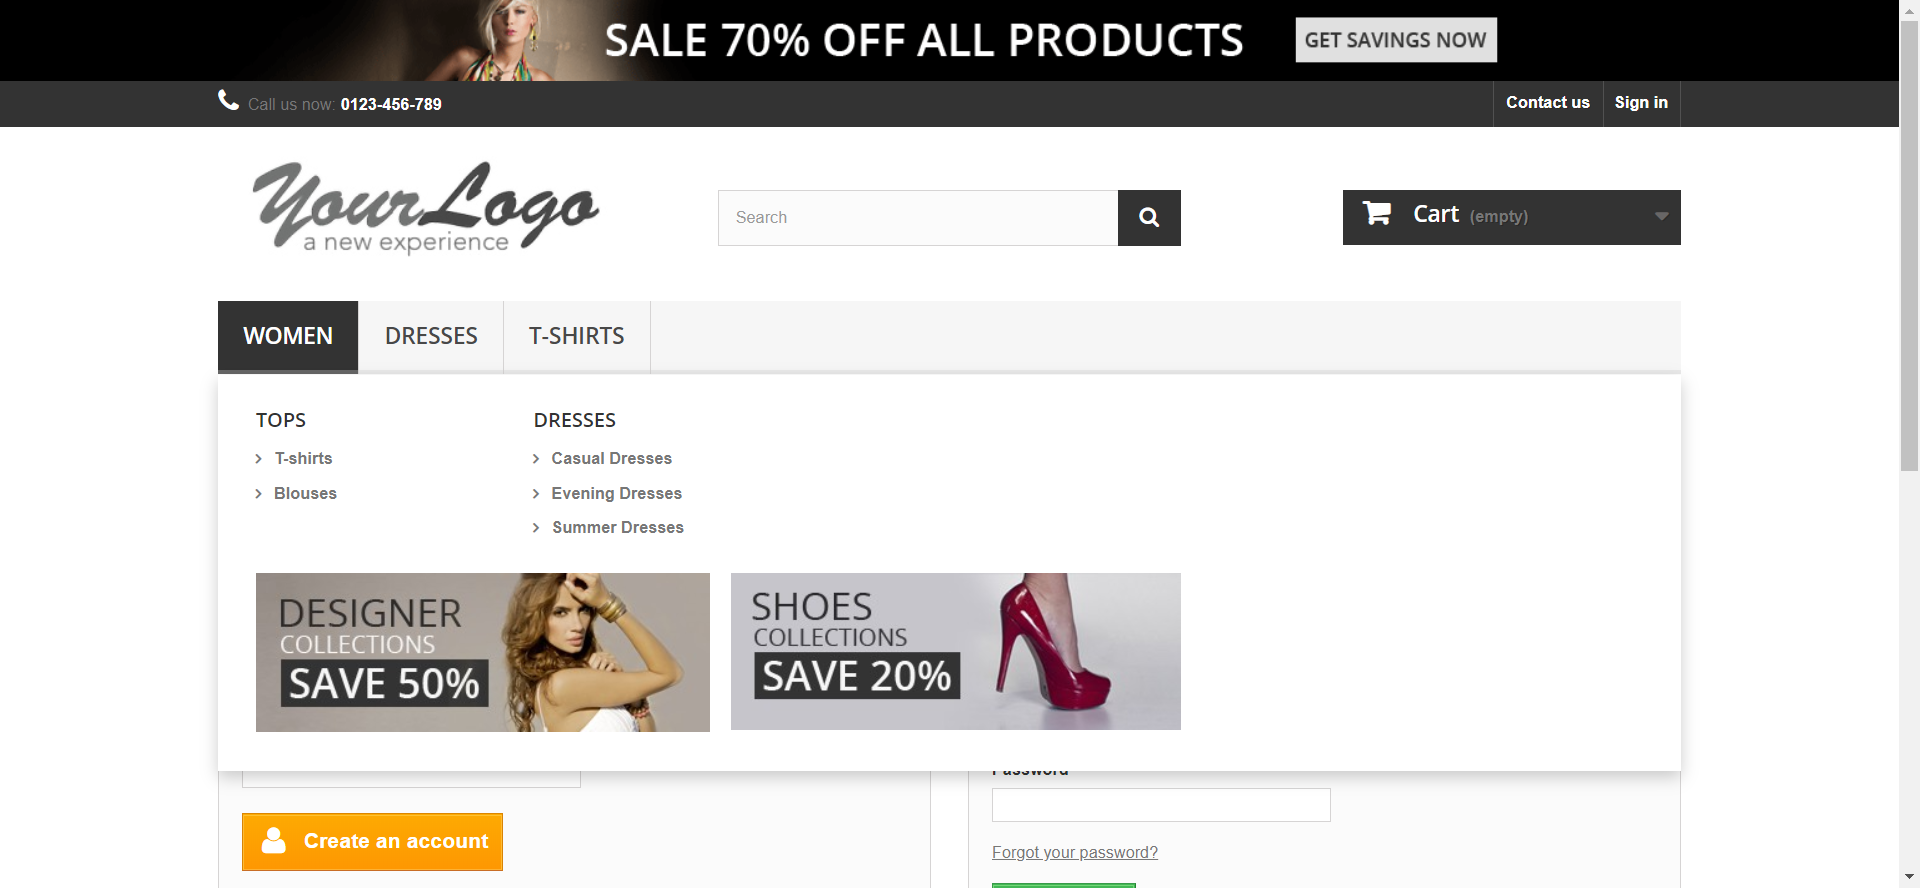 SALE 70% OFF ALL PRODUCTS
GET SAVINGS NOW
Call us now: 0123-456-789
Contact us
Sign in
YourLogo
a new experience
Search
Cart (empty)
WOMEN
DRESSES
T-SHIRTS
TOPS
T-shirts
Blouses
DRESSES
Casual Dresses
Evening Dresses
Summer Dresses
DESIGNER
COLLECTIONS
SAVE 50%
SHOES
COLLECTIONS
SAVE 20%
Password
Create an account
Forgot your password?